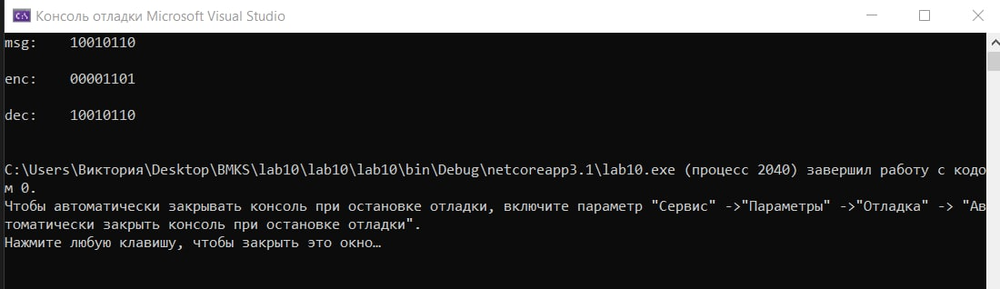 Консоль отладки Microsoft Visual Studio
msg:    10010110
enc:    00001101
dec:    10010110
C:\Users\Виктория\Desktop\BMKS\lab10\lab10\lab10\bin\Debug\netcoreapp3.1\lab10.exe (процесс 2040) завершил работу с кодо
м 0.
Чтобы автоматически закрывать консоль при остановке отладки, включите параметр "Сервис" ->"Параметры" ->"Отладка" -> "Ав
томатически закрыть консоль при остановке отладки".
Нажмите любую клавишу, чтобы закрыть это окно…